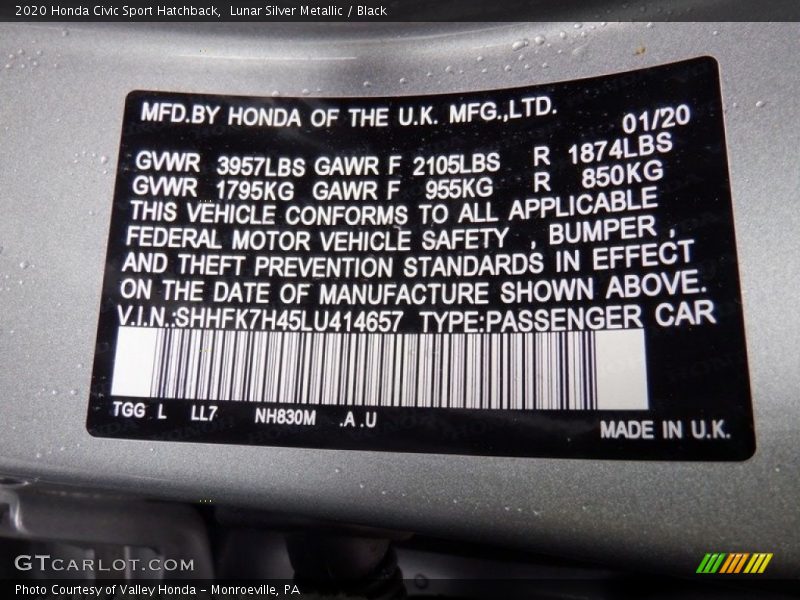 2020 Honda Civic Sport Hatchback,  Lunar Silver Metallic / Black
MFD.BY HONDA OF THE U.K. MFG.,LTD.
01/20
GVWR 3957LBS GAWR F 2105LBS R 1874LBS
GVWR 1795KG GAWR F 955KG R 850KG
THIS VEHICLE CONFORMS TO ALL APPLICABLE
FEDERAL MOTOR VEHICLE SAFETY , BUMPER ,
AND THEFT PREVENTION STANDARDS IN EFFECT
ON THE DATE OF MANUFACTURE SHOWN ABOVE.
V.I.N.:SHHFK7H45LU414657 TYPE:PASSENGER CAR
TGG L LL7 NH830M .A .U
MADE IN U.K.
GTCARLOT.COM
Photo Courtesy of Valley Honda - Monroeville, PA